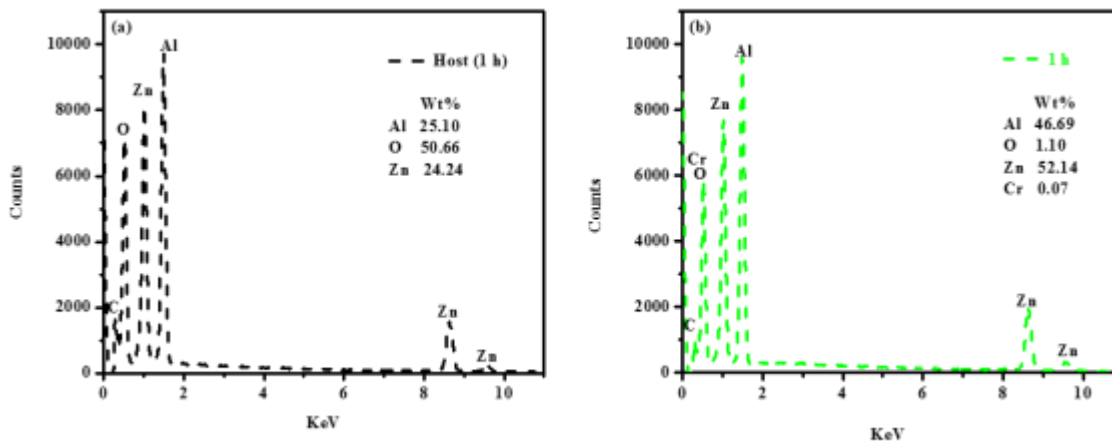 (a)
10000
8000
6000
4000
2000
0
Counts
0 2 4 6 8 10
KeV
C
O
Zn
Al
Zn
Zn
Host (1 h)
Wt%
Al 25.10
O 50.66
Zn 24.24
(b)
10000
8000
6000
4000
2000
0
Counts
0 2 4 6 8 10
KeV
C
Cr
O
Zn
Al
Zn
Zn
1 h
Wt%
Al 46.69
O 1.10
Zn 52.14
Cr 0.07